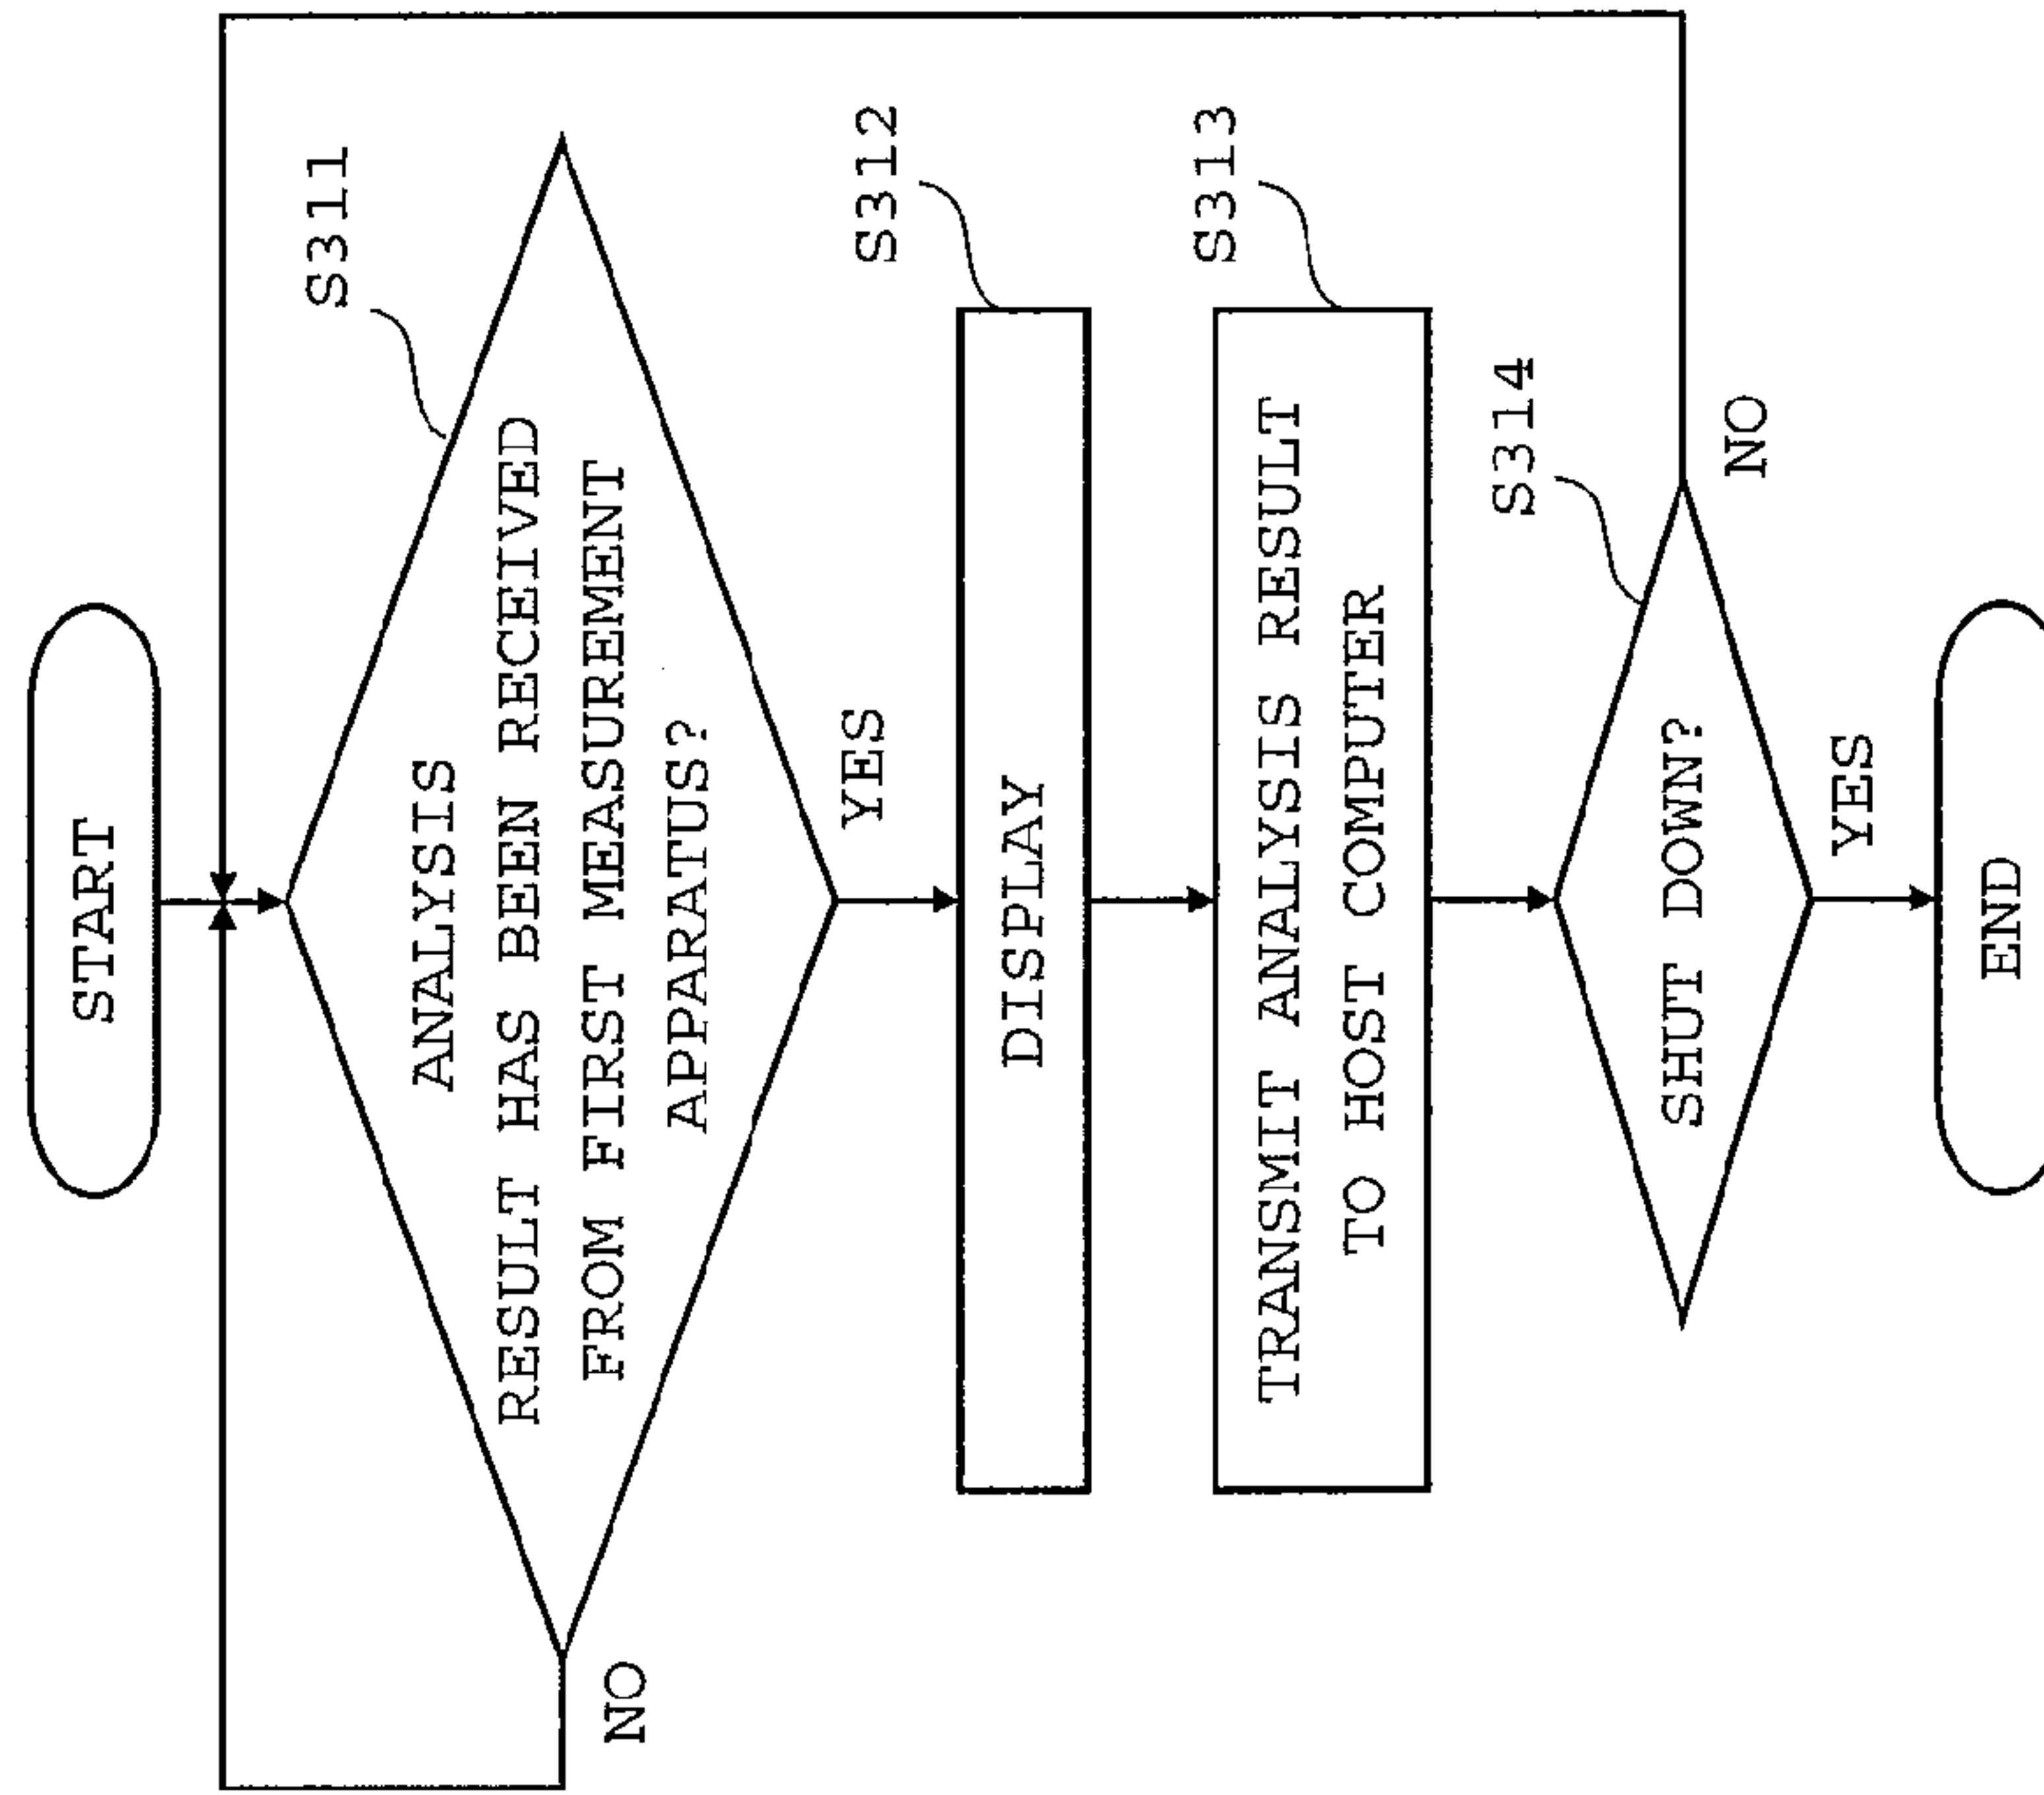 START
S311
ANALYSIS
RESULT HAS BEEN RECEIVED
FROM FIRST MEASUREMENT
APPARATUS?
NO
YES
S312
DISPLAY
S313
TRANSMIT ANALYSIS RESULT
TO HOST COMPUTER
S314
SHUT DOWN?
NO
YES
END